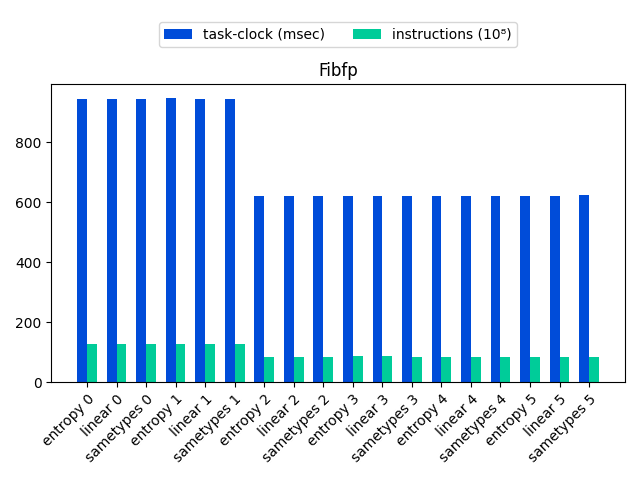 task-clock (msec) instructions (10⁸)
Fibfp
800
600
400
200
0
entropy 0
linear 0
sametypes 0
entropy 1
linear 1
sametypes 1
entropy 2
linear 2
sametypes 2
entropy 3
linear 3
sametypes 3
entropy 4
linear 4
sametypes 4
entropy 5
linear 5
sametypes 5